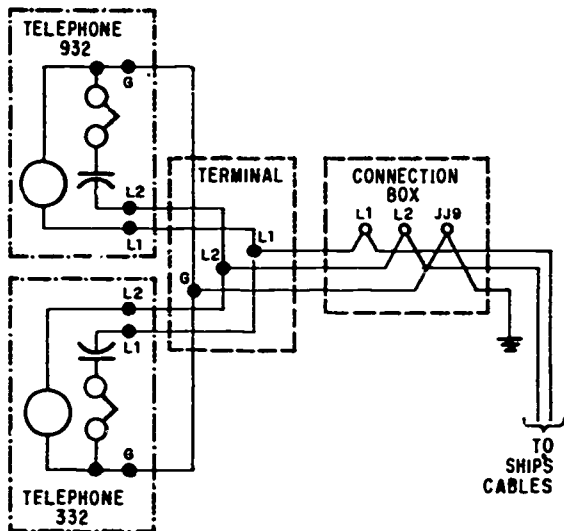 TELEPHONE
932
G
L2
L1
TERMINAL
L1
L2
G
CONNECTION
BOX
L1 L2 JJ9
L2
L1
G
TELEPHONE
332
TO
SHIPS
CABLES